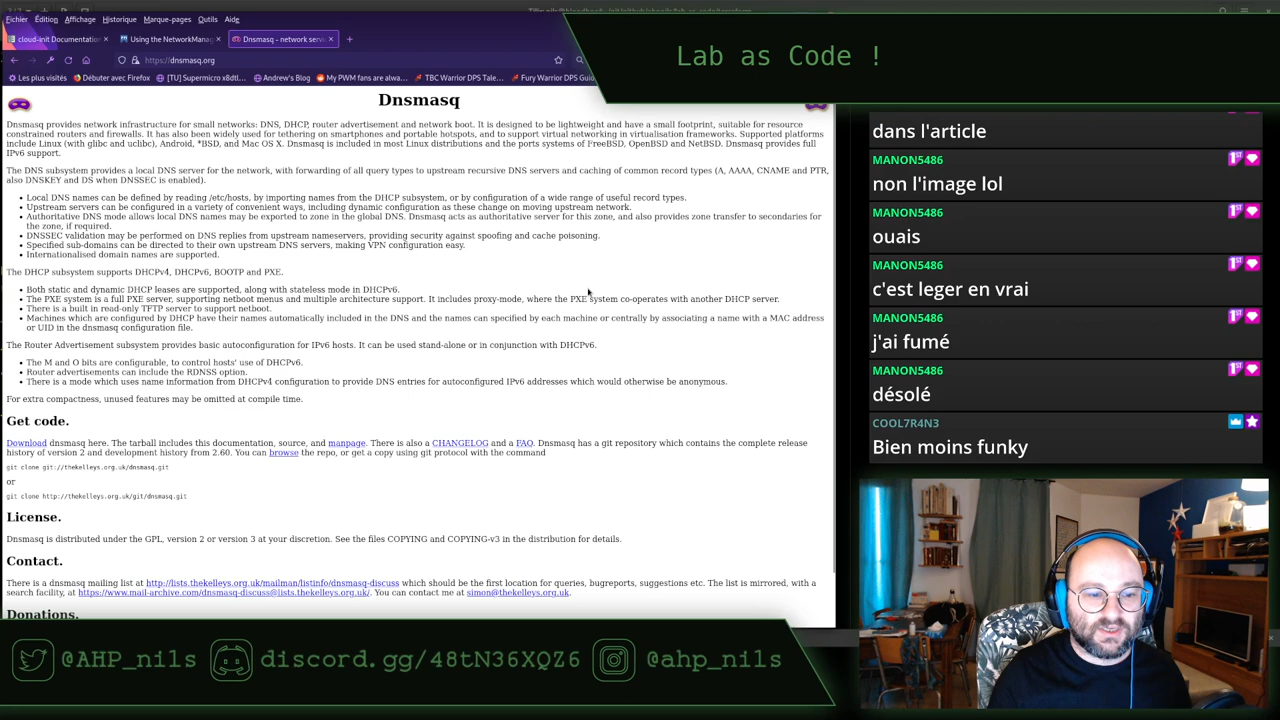 Fichier Édition Affichage Historique Marque-pages Outils Aide
cloud-init Documentation
Using the NetworkMana
Dnsmasq - network serv
https://dnsmasq.org
Les plus visités
Débuter avec Firefox
[TU] Supermicro x8dtl...
Andrew's Blog
My PWM fans are alwa...
TBC Warrior DPS Tale...
Fury Warrior DPS Guid
Lab as Code !
Dnsmasq
Dnsmasq provides network infrastructure for small networks: DNS, DHCP, router advertisement and network boot. It is designed to be lightweight and have a small footprint, suitable for resource
constrained routers and firewalls. It has also been widely used for tethering on smartphones and portable hotspots, and to support virtual networking in virtualisation frameworks. Supported platforms
include Linux (with glibc and uclibc), Android, *BSD, and Mac OS X. Dnsmasq is included in most Linux distributions and the ports systems of FreeBSD, OpenBSD and NetBSD. Dnsmasq provides full
IPv6 support.
The DNS subsystem provides a local DNS server for the network, with forwarding of all query types to upstream recursive DNS servers and caching of common record types (A, AAAA, CNAME and PTR,
also DNSKEY and DS when DNSSEC is enabled).
Local DNS names can be defined by reading /etc/hosts, by importing names from the DHCP subsystem, or by configuration of a wide range of useful record types.
Upstream servers can be configured in a variety of convenient ways, including dynamic configuration as these change on moving upstream network.
Authoritative DNS mode allows local DNS names may be exported to zone in the global DNS. Dnsmasq acts as authoritative server for this zone, and also provides zone transfer to secondaries for
the zone, if required.
DNSSEC validation may be performed on DNS replies from upstream nameservers, providing security against spoofing and cache poisoning.
Specified sub-domains can be directed to their own upstream DNS servers, making VPN configuration easy.
Internationalised domain names are supported.
The DHCP subsystem supports DHCPv4, DHCPv6, BOOTP and PXE.
Both static and dynamic DHCP leases are supported, along with stateless mode in DHCPv6.
The PXE system is a full PXE server, supporting netboot menus and multiple architecture support. It includes proxy-mode, where the PXE system co-operates with another DHCP server.
There is a built in read-only TFTP server to support netboot.
Machines which are configured by DHCP have their names automatically included in the DNS and the names can specified by each machine or centrally by associating a name with a MAC address
or UID in the dnsmasq configuration file.
The Router Advertisement subsystem provides basic autoconfiguration for IPv6 hosts. It can be used stand-alone or in conjunction with DHCPv6.
The M and O bits are configurable, to control hosts' use of DHCPv6.
Router advertisements can include the RDNSS option.
There is a mode which uses name information from DHCPv4 configuration to provide DNS entries for autoconfigured IPv6 addresses which would otherwise be anonymous.
For extra compactness, unused features may be omitted at compile time.
Get code.
Download dnsmasq here. The tarball includes this documentation, source, and manpage. There is also a CHANGELOG and a FAQ. Dnsmasq has a git repository which contains the complete release
history of version 2 and development history from 2.60. You can browse the repo, or get a copy using git protocol with the command
git clone git://thekelleys.org.uk/dnsmasq.git
or
git clone http://thekelleys.org.uk/git/dnsmasq.git
License.
Dnsmasq is distributed under the GPL, version 2 or version 3 at your discretion. See the files COPYING and COPYING-v3 in the distribution for details.
Contact.
There is a dnsmasq mailing list at http://lists.thekelleys.org.uk/mailman/listinfo/dnsmasq-discuss which should be the first location for queries, bugreports, suggestions etc. The list is mirrored, with a
search facility, at https://www.mail-archive.com/dnsmasq-discuss@lists.thekelleys.org.uk/. You can contact me at simon@thekelleys.org.uk.
Donations.
dans l'article
MANON5486
non l'image lol
MANON5486
ouais
MANON5486
c'est leger en vrai
MANON5486
j'ai fumé
MANON5486
désolé
COOL7R4N3
Bien moins funky
@AHP_nils
discord.gg/48tN36XQZ6
@ahp_nils